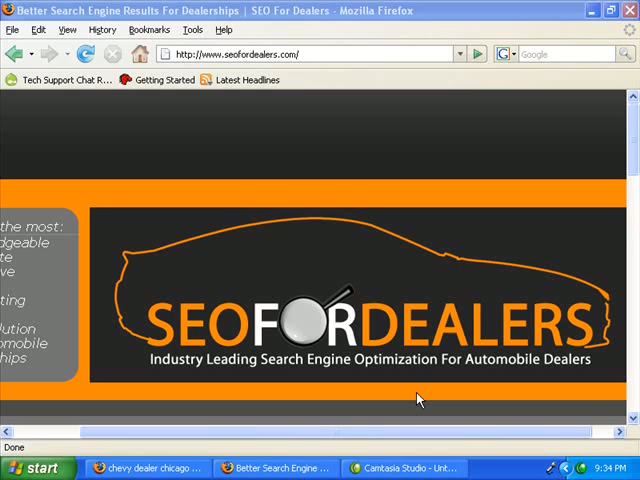 Better Search Engine Results For Dealerships | SEO For Dealers - Mozilla Firefox
File Edit View History Bookmarks Tools Help
http://www.seofordealers.com/
Google
Tech Support Chat R... Getting Started Latest Headlines
the most:
dgeable
te
ve
ting
lution
omobile
ships
SEOFORDEALERS
Industry Leading Search Engine Optimization For Automobile Dealers
Done
start chevy dealer chicago ... Better Search Engine ... Camtasia Studio - Unt... 9:34 PM